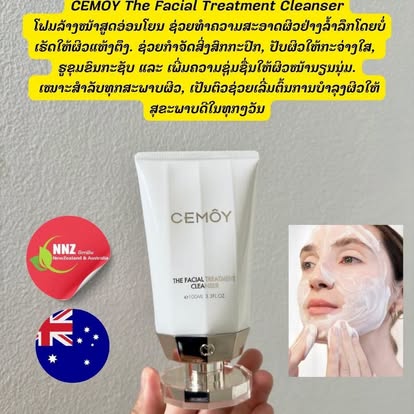 CEMOY The Facial Treatment Cleanser
ໂຟມລ້າງໜ້າສູດອ່ອນໂຍນ ຊ່ວຍທຳຄວາມສະອາດຜິວຢ່າງລ້ຳລຶກໂດຍບໍ່
ເຮັດໃຫ້ຜິວແຫ້ງຕຶງ. ຊ່ວຍກຳຈັດສິ່ງສົກກະປົກ, ປັບຜິວໃຫ້ກະຈ່າງໃສ,
ຮູຂຸມຂົນກະຊັບ ແລະ ເພີ່ມຄວາມຊຸ່ມຊື່ນໃຫ້ຜິວໜ້ານຽນນຸ່ມ.
ເໝາະສຳລັບທຸກສະພາບຜິວ, ເປັນຕົວຊ່ວຍເລີ່ມຕົ້ນການບຳລຸງຜິວໃຫ້
ສຸຂະພາບດີໃນທຸກໆວັນ
CEMÔY
THE FACIAL TREATMENT
CLEANSER
100ML 3.3FL.OZ
NNZ
NewZealand & Australia